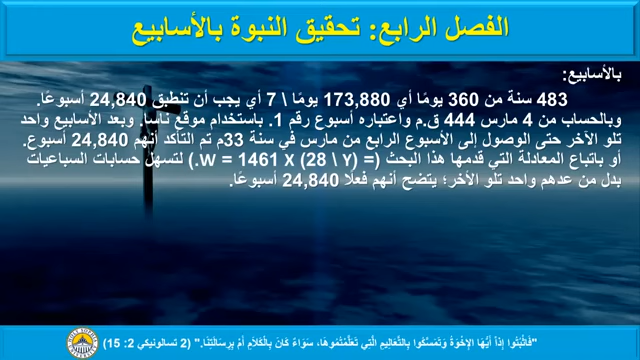 الفصل الرابع: تحقيق النبوة بالأسابيع
بالأسابيع:
483 سنة من 360 يومًا أي 173,880 يومًا \ 7 أي يجب أن تنطبق 24,840 أسبوعًا.
وبالحساب من 4 مارس 444 ق.م واعتباره أسبوع رقم 1. باستخدام موقع ناسا. وبعد الأسابيع واحد
تلو الآخر حتى الوصول إلى الأسبوع الرابع من مارس في سنة 33م تم التأكد أنهم 24,840 أسبوع.
أو باتباع المعادلة التي قدمها هذا البحث (= W = 1461 X (28 \ Y.) لتسهل حسابات السباعيات
بدل من عدهم واحد تلو الأخر؛ يتضح أنهم فعلًا 24,840 أسبوعًا.
"فَاثْبُتُوا إِذاً أَيُّهَا الإِخْوَةُ وَتَمَسَّكُوا بِالتَّعَالِيمِ الَّتِي تَعَلَّمْتُمُوهَا، سَوَاءً كَانَ بِالْكَلاَمِ أَمْ بِرِسَالَتِنَا." (2 تسالونيكي 2: 15)